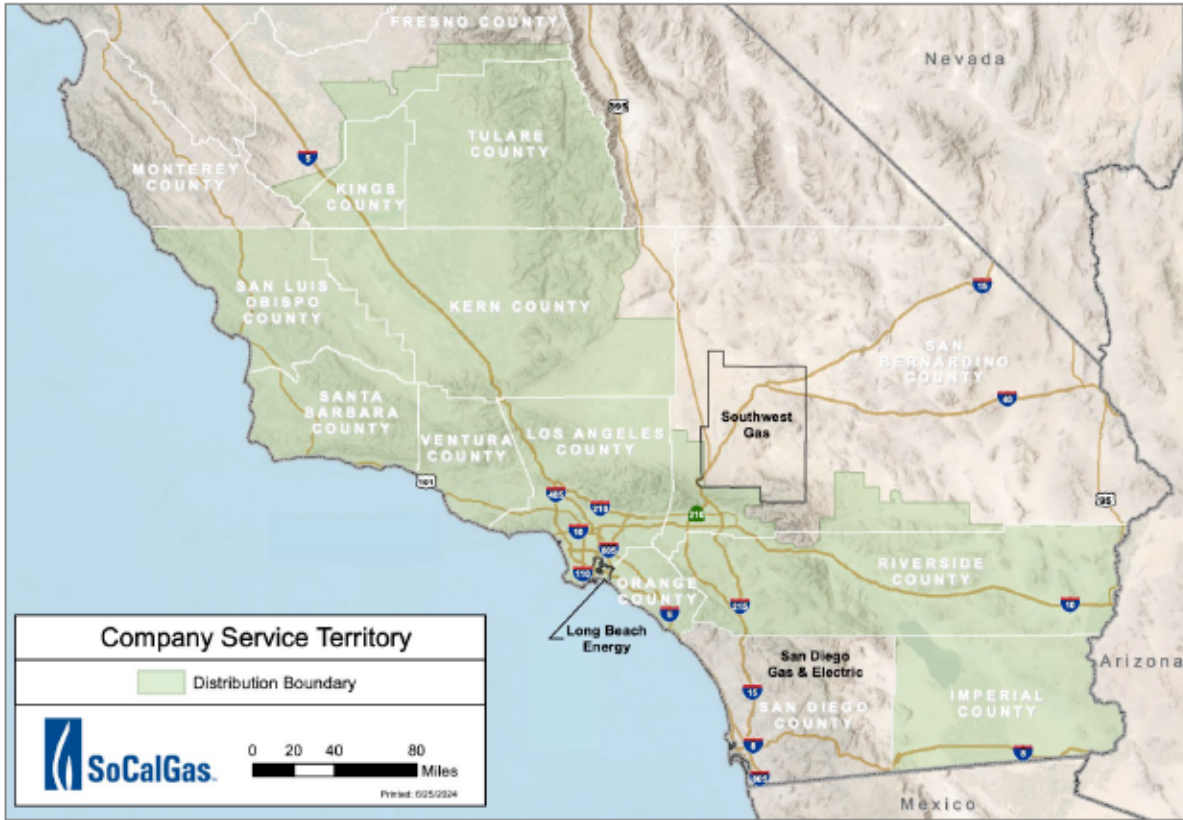 FRESNO COUNTY
Nevada
395
TULARE
COUNTY
5
MONTEREY
COUNTY
KINGS
COUNTY
SAN LUIS
OBISPO
COUNTY
KERN COUNTY
15
SAN
BERNARDINO
COUNTY
40
SANTA
BARBARA
COUNTY
Southwest
Gas
VENTURA
COUNTY
LOS ANGELES
COUNTY
101
405
210
95
210
10
605
110
ORANGE
COUNTY
RIVERSIDE
COUNTY
5
215
10
Long Beach
Energy
San Diego
Gas & Electric
Arizona
15
SAN DIEGO
COUNTY
IMPERIAL
COUNTY
8
8
805
Mexico
Company Service Territory
Distribution Boundary
SoCalGas
0 20 40 80
Miles
Printed: 6/25/2024